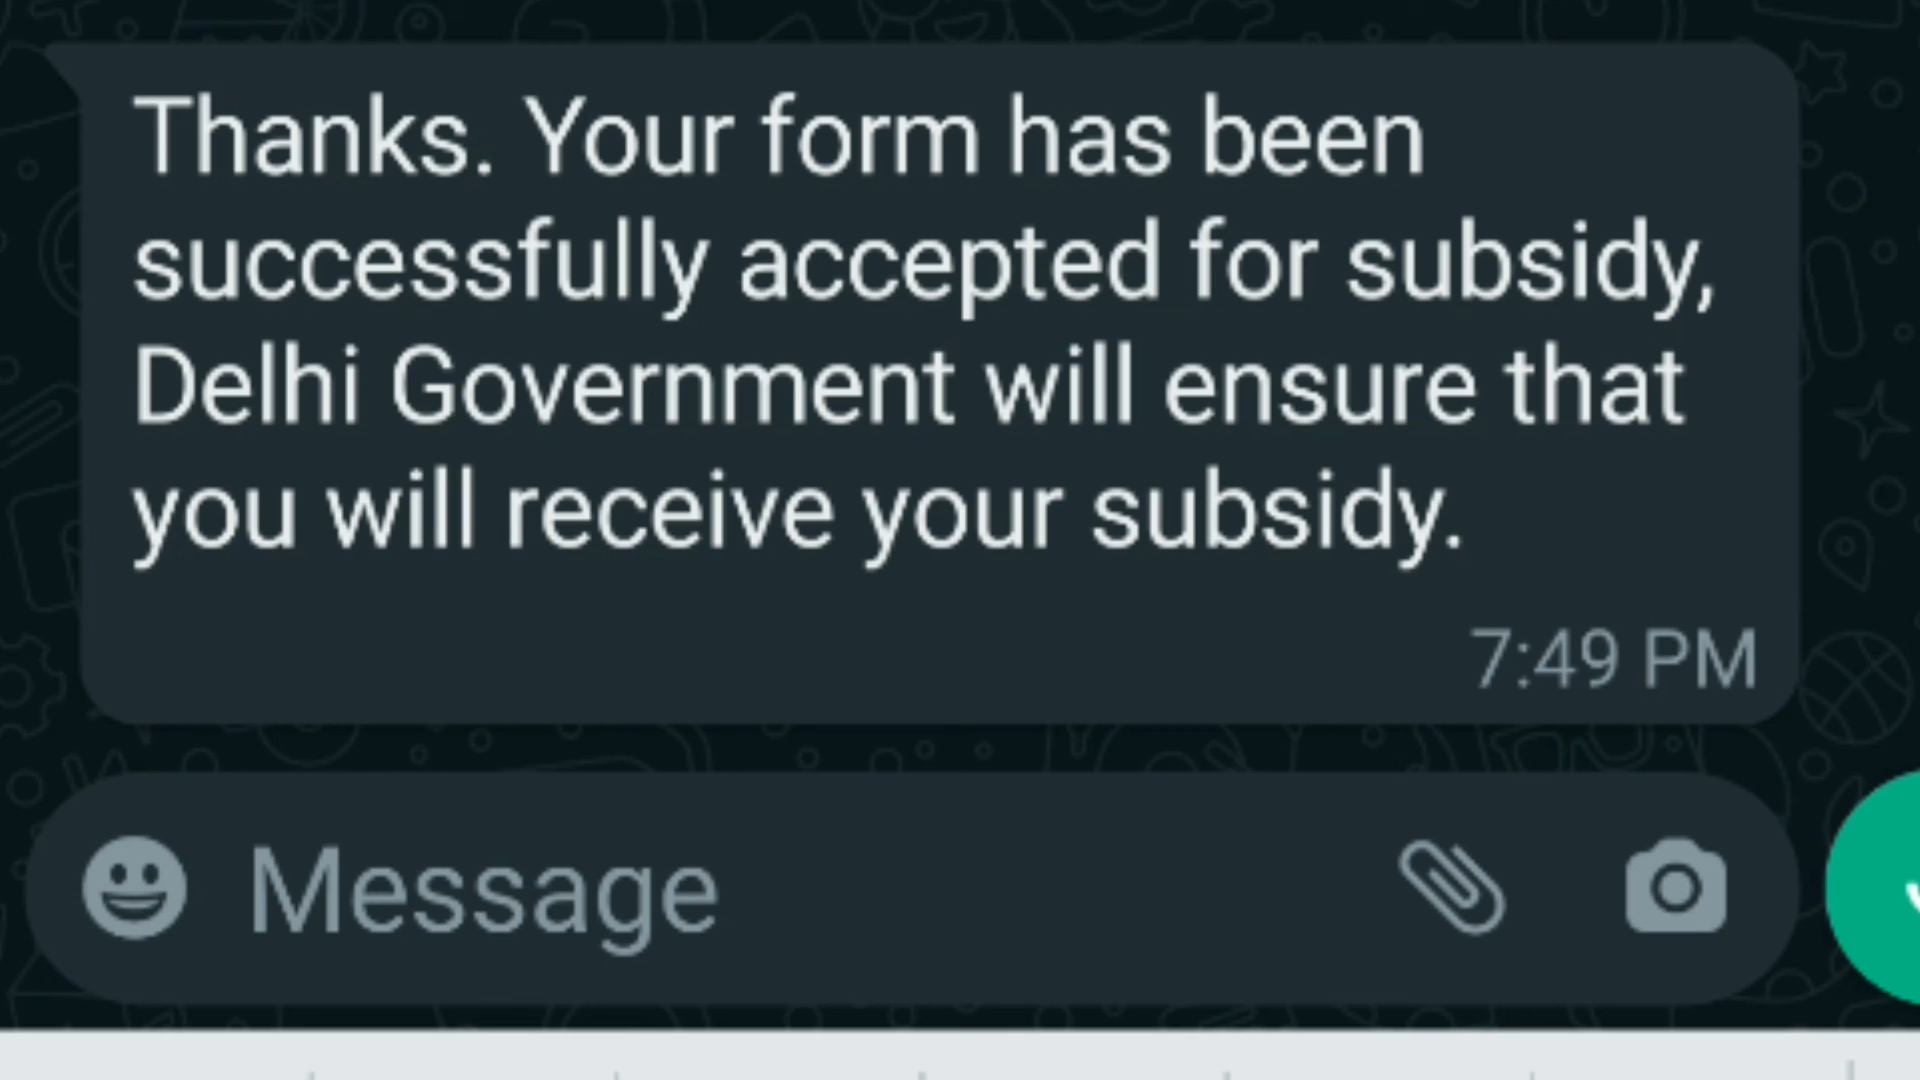 Thanks. Your form has been
successfully accepted for subsidy,
Delhi Government will ensure that
you will receive your subsidy.
7:49 PM
Message